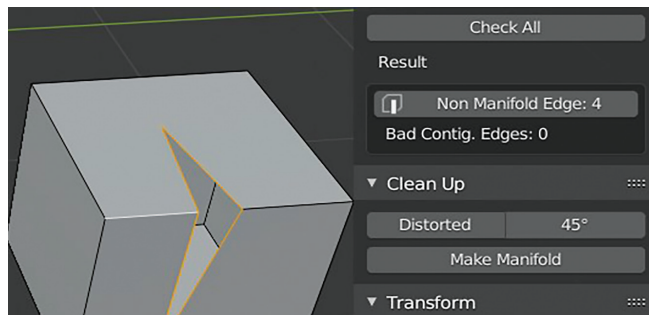 Check All
Result
Non Manifold Edge: 4
Bad Contig. Edges: 0
Clean Up
Distorted 45°
Make Manifold
Transform